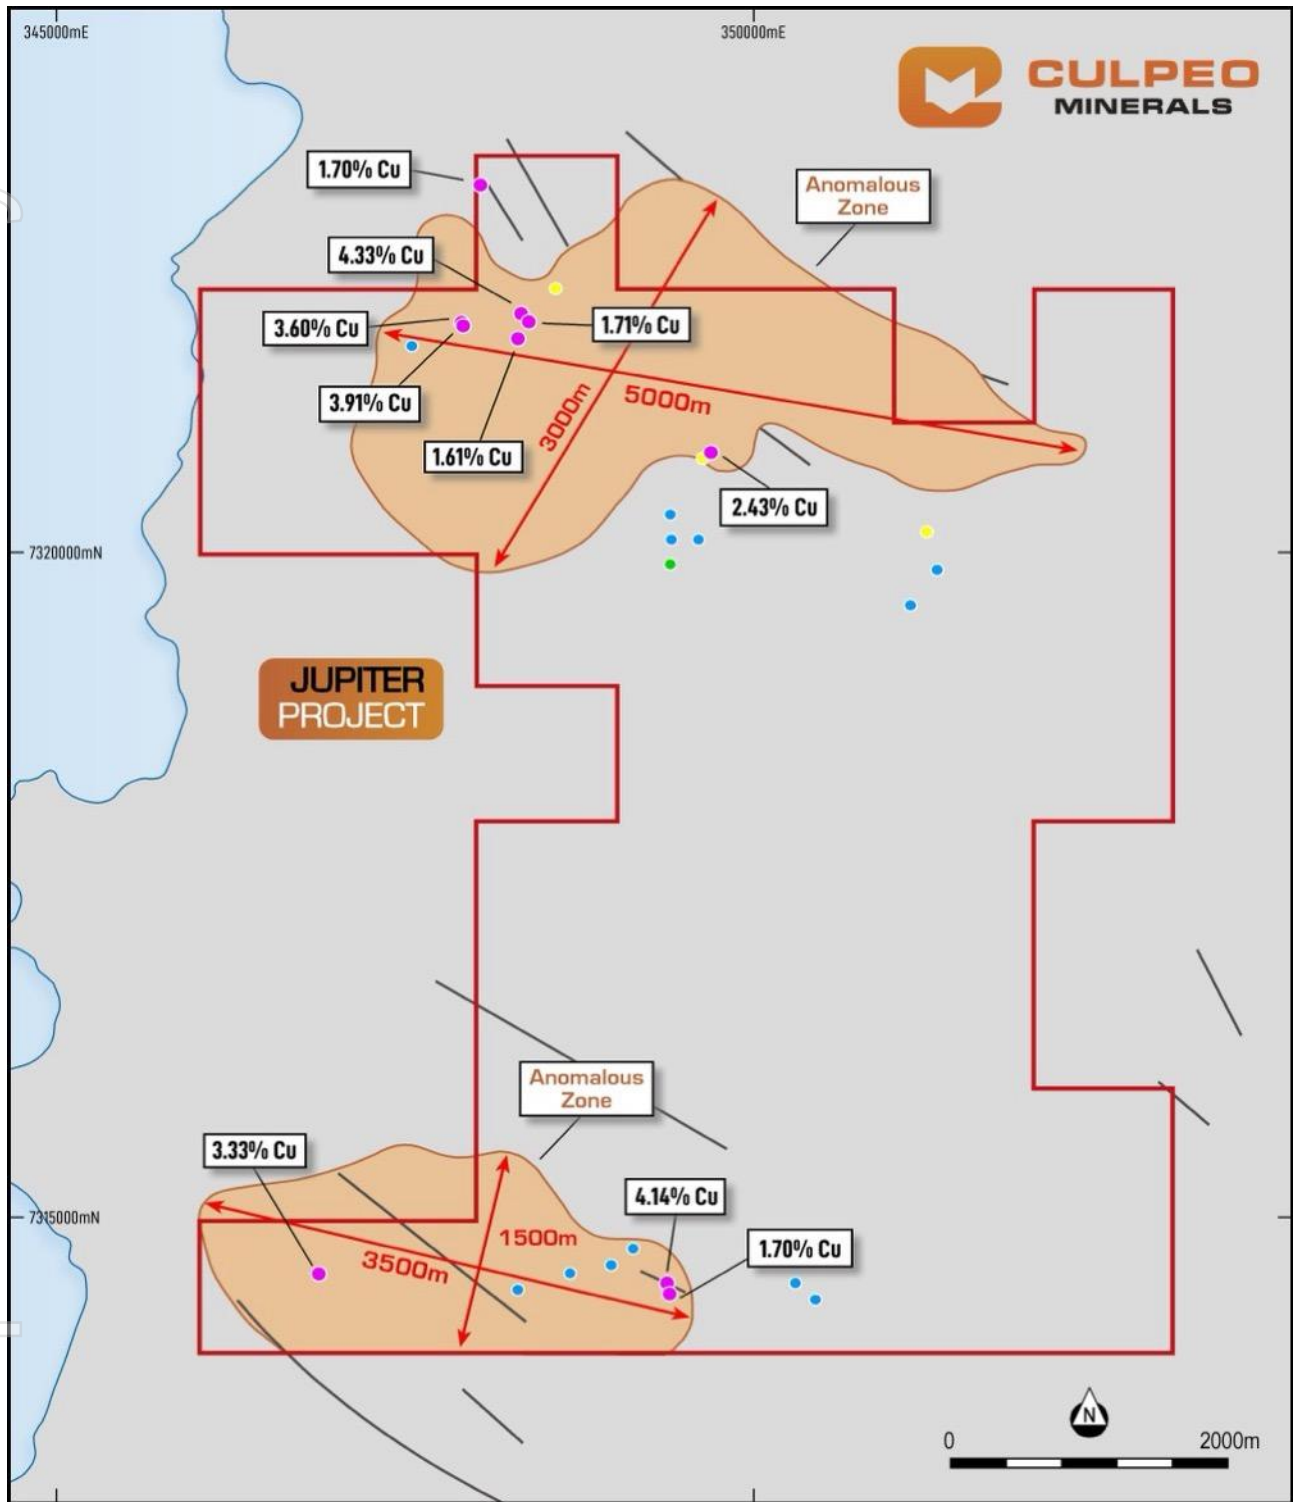 345000mE
350000mE
CULPEO
MINERALS
1.70% Cu
Anomalous
Zone
4.33% Cu
3.60% Cu
1.71% Cu
3.91% Cu
5000m
3000m
1.61% Cu
2.43% Cu
7320000mN
JUPITER
PROJECT
Anomalous
Zone
3.33% Cu
4.14% Cu
7315000mN
1500m
1.70% Cu
3500m
N
0
2000m